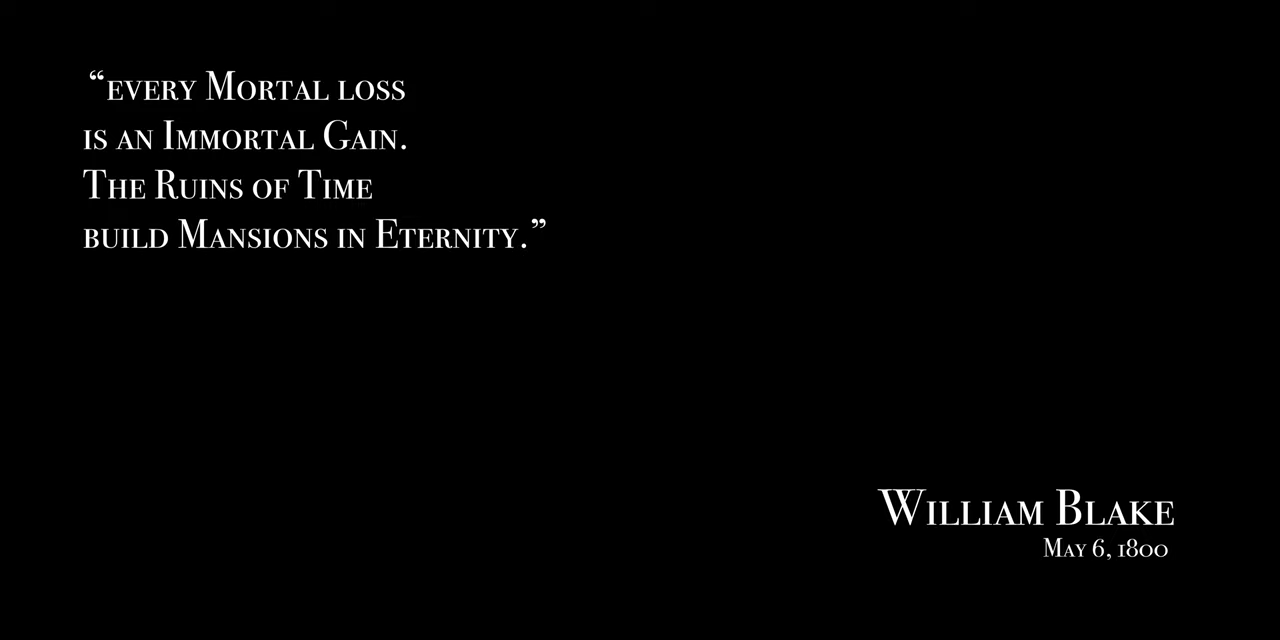 “every Mortal loss
is an Immortal Gain.
The Ruins of Time
build Mansions in Eternity.”
William Blake
May 6, 1800